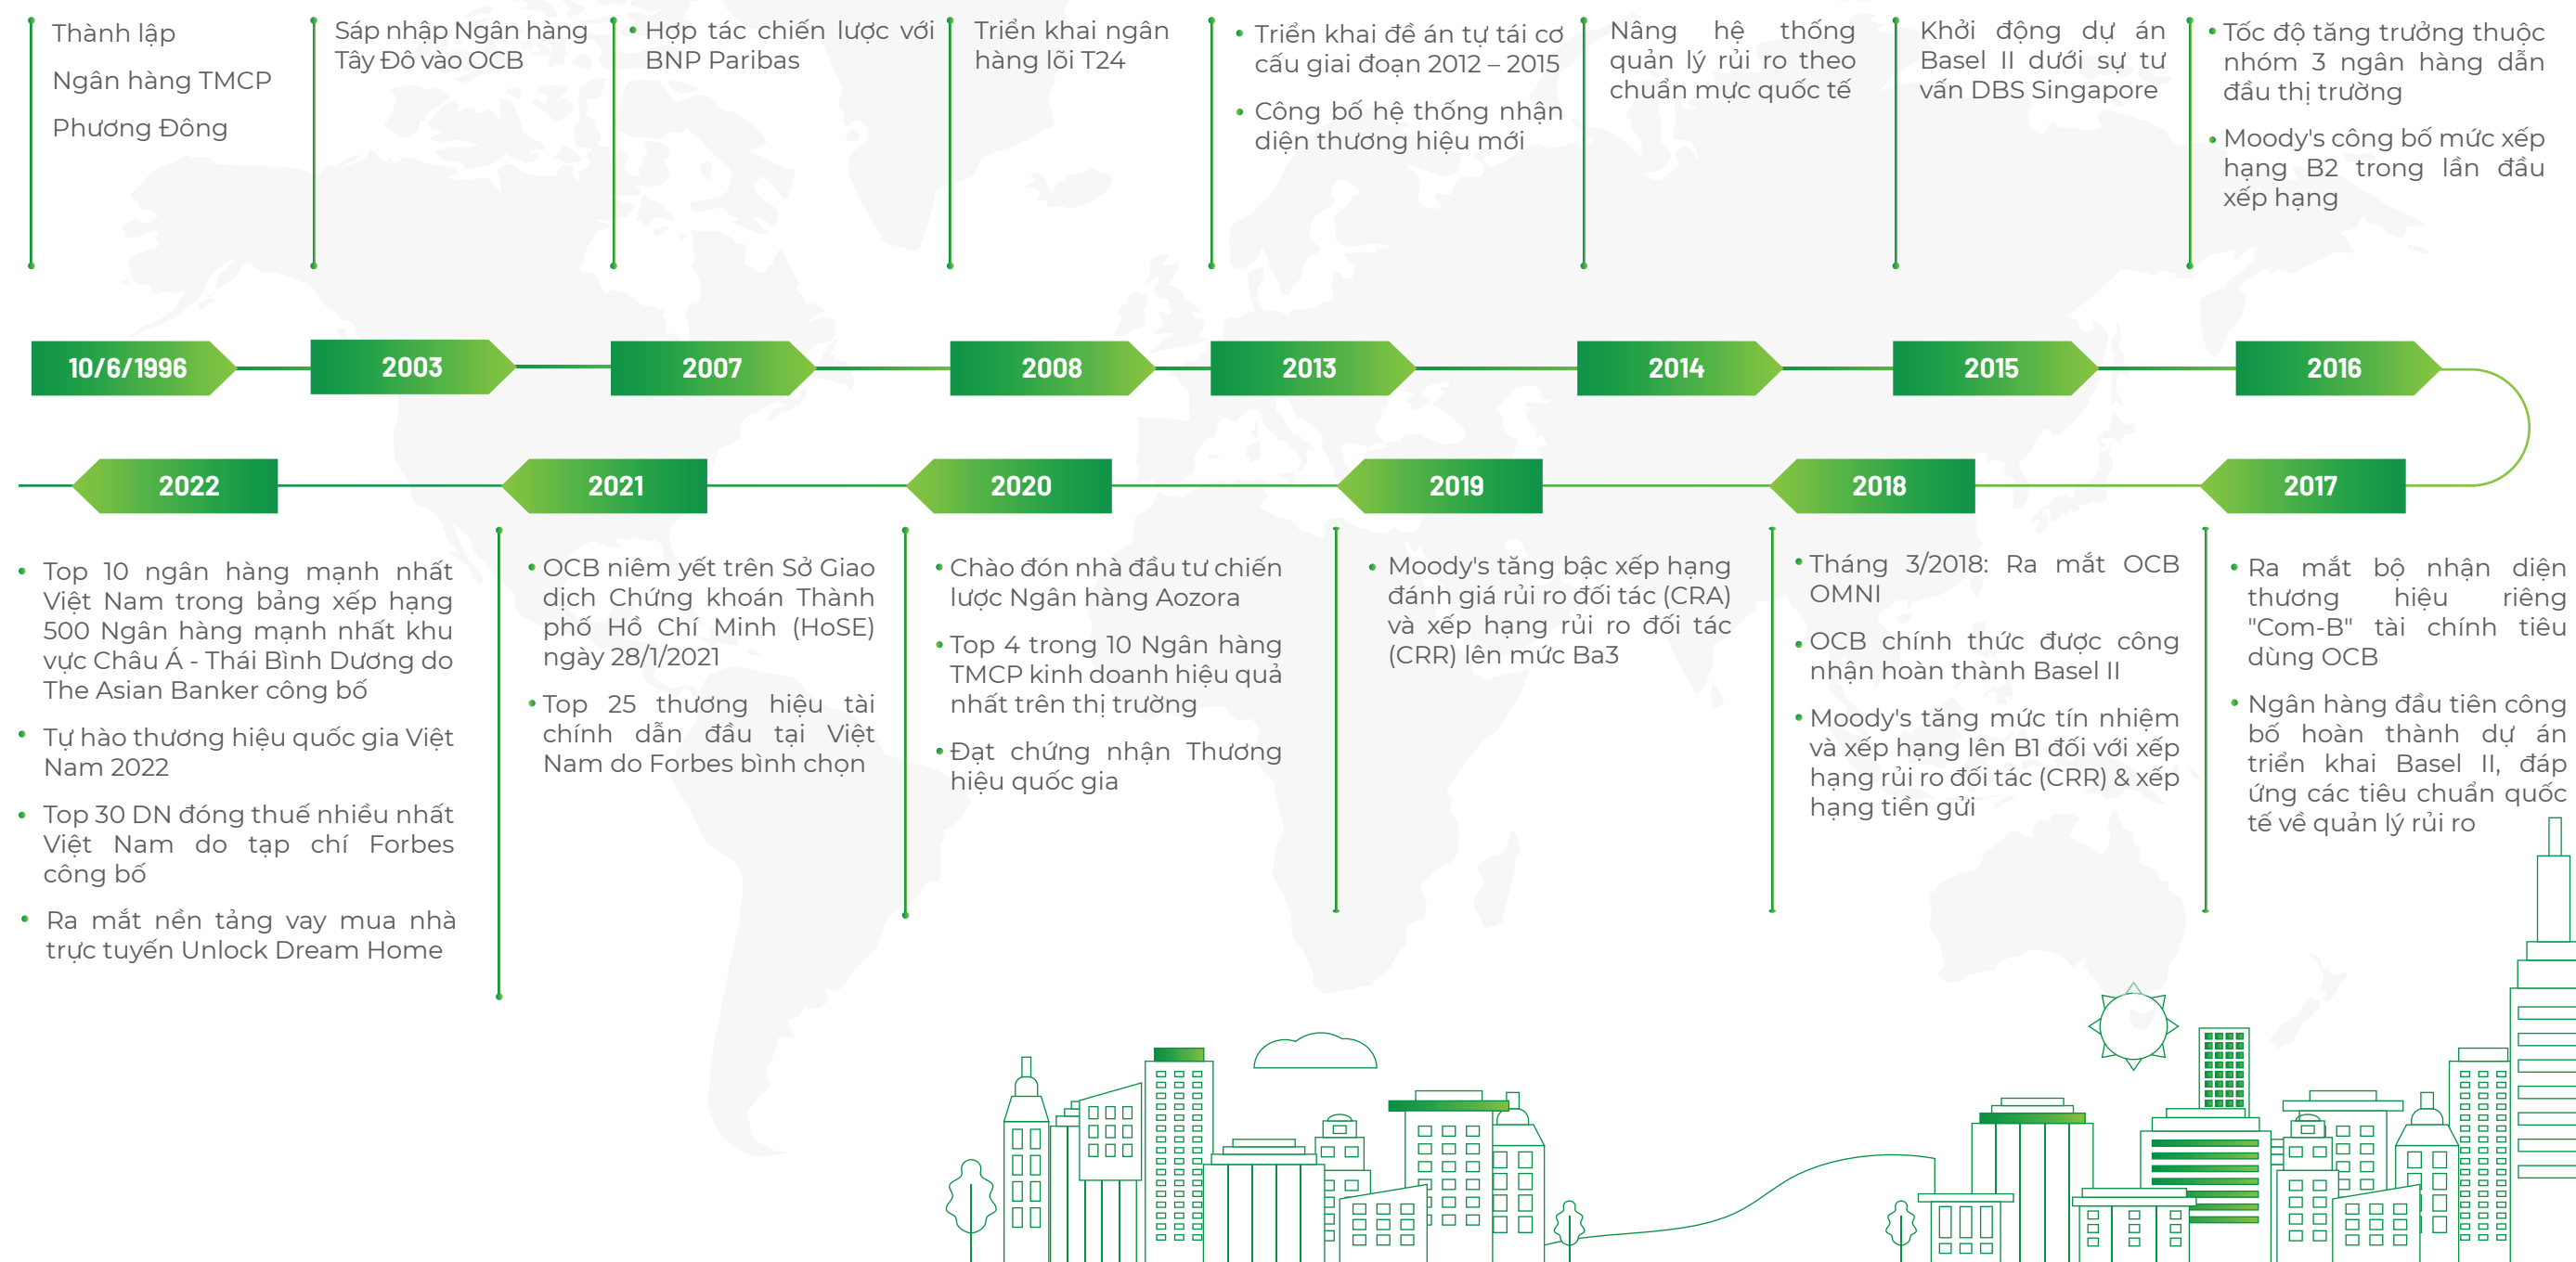 Thành lập
Ngân hàng TMCP
Phương Đông
Sáp nhập Ngân hàng
Tây Đô vào OCB
• Hợp tác chiến lược với
BNP Paribas
Triển khai ngân
hàng lõi T24
• Triển khai đề án tự tái cơ
cấu giai đoạn 2012 – 2015
• Công bố hệ thống nhận
diện thương hiệu mới
Nâng hệ thống
quản lý rủi ro theo
chuẩn mực quốc tế
Khởi động dự án
Basel II dưới sự tư
vấn DBS Singapore
• Tốc độ tăng trưởng thuộc
nhóm 3 ngân hàng dẫn
đầu thị trường
• Moody's công bố mức xếp
hạng B2 trong lần đầu
xếp hạng
10/6/1996
2003
2007
2008
2013
2014
2015
2016
2022
2021
2020
2019
2018
2017
• Top 10 ngân hàng mạnh nhất
Việt Nam trong bảng xếp hạng
500 Ngân hàng mạnh nhất khu
vực Châu Á - Thái Bình Dương do
The Asian Banker công bố
• Tự hào thương hiệu quốc gia Việt
Nam 2022
• Top 30 DN đóng thuế nhiều nhất
Việt Nam do tạp chí Forbes
công bố
• Ra mắt nền tảng vay mua nhà
trực tuyến Unlock Dream Home
• OCB niêm yết trên Sở Giao
dịch Chứng khoán Thành
phố Hồ Chí Minh (HoSE)
ngày 28/1/2021
• Top 25 thương hiệu tài
chính dẫn đầu tại Việt
Nam do Forbes bình chọn
• Chào đón nhà đầu tư chiến
lược Ngân hàng Aozora
• Top 4 trong 10 Ngân hàng
TMCP kinh doanh hiệu quả
nhất trên thị trường
• Đạt chứng nhận Thương
hiệu quốc gia
• Moody's tăng bậc xếp hạng
đánh giá rủi ro đối tác (CRA)
và xếp hạng rủi ro đối tác
(CRR) lên mức Ba3
• Tháng 3/2018: Ra mắt OCB
OMNI
• OCB chính thức được công
nhận hoàn thành Basel II
• Moody's tăng mức tín nhiệm
và xếp hạng lên B1 đối với xếp
hạng rủi ro đối tác (CRR) & xếp
hạng tiền gửi
• Ra mắt bộ nhận diện
thương hiệu riêng
"Com-B" tài chính tiêu
dùng OCB
• Ngân hàng đầu tiên công
bố hoàn thành dự án
triển khai Basel II, đáp
ứng các tiêu chuẩn quốc
tế về quản lý rủi ro